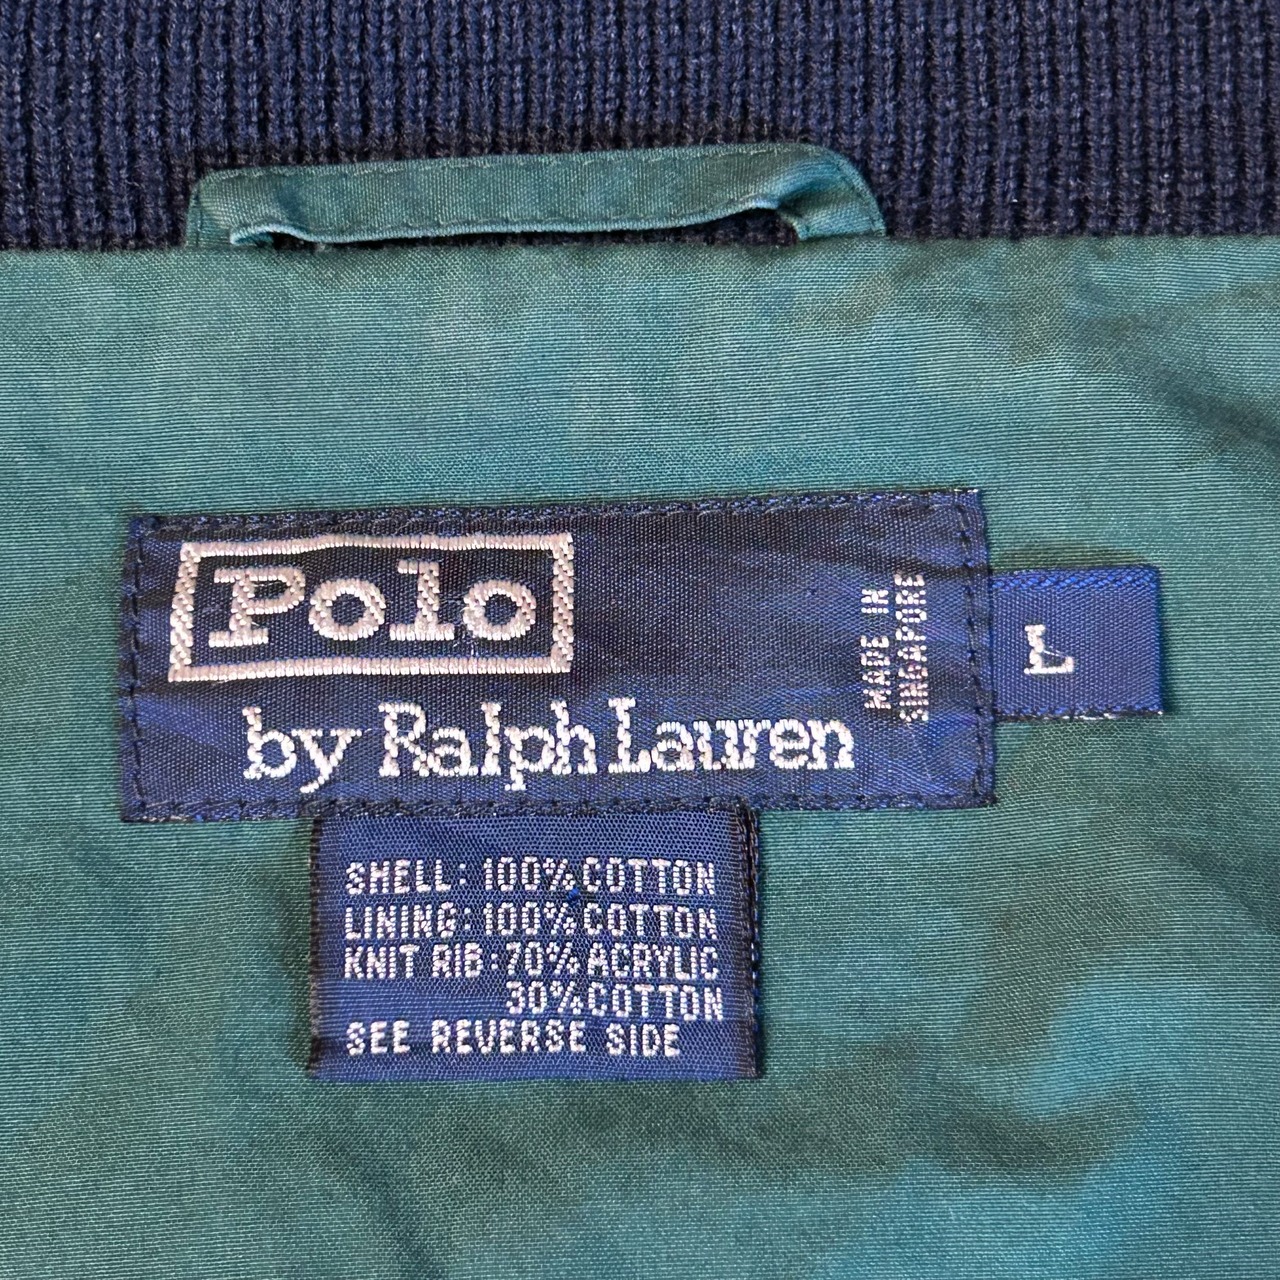 Polo
by Ralph Lauren
MADE IN
SINGAPORE
L
SHELL: 100% COTTON
LINING: 100% COTTON
KNIT RIB: 70% ACRYLIC
30% COTTON
SEE REVERSE SIDE